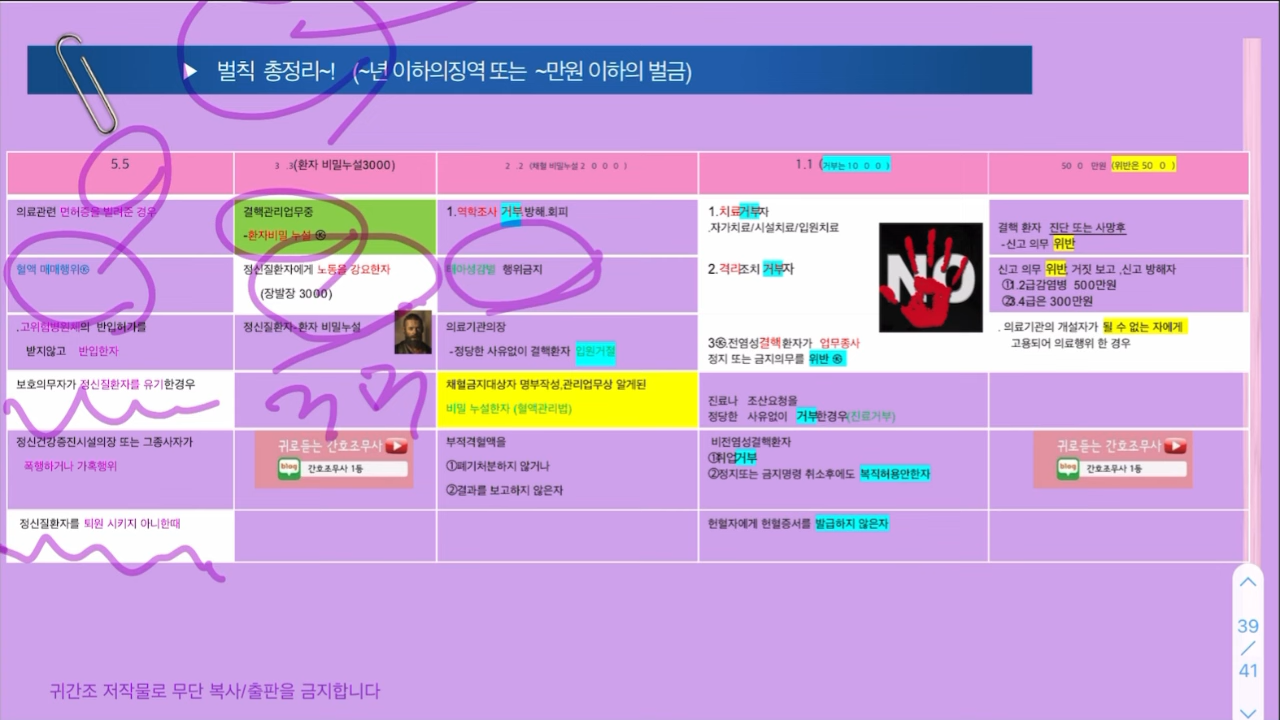 ▶ 벌칙 총정리~! (~년 이하의징역 또는 ~만원 이하의 벌금)
5.5
3 .3(환자 비밀누설3000)
2 .2 (채혈 비밀누설 2 0 0 0 )
1.1 (거부는 1 0 0 0 )
50 0 만원 (위반은 50 0 )
의료관련 면허증을 빌려준 경우
결핵관리업무중
-환자비밀 누설
1.역학조사 거부,방해.회피
1.치료거부자
.자가치료/시설치료/입원치료
결핵 환자 진단 또는 사망후
-신고 의무 위반
혈액 매매행위
정신질환자에게 노동을 강요한자
(장발장 3000)
태아성감별 행위금지
2.격리조치 거부자
NO
신고 의무 위반, 거짓 보고 ,신고 방해자
①1.2급감염병 500만원
②3.4급은 300만원
.고위험병원체의 반입허가를
받지않고 반입한자
정신질환자-환자 비밀누설
의료기관의장
-정당한 사유없이 결핵환자 입원거절
3.전염성결핵환자가 업무종사
정지 또는 금지의무를 위반
. 의료기관의 개설자가 될 수 없는 자에게
고용되어 의료행위 한 경우
보호의무자가 정신질환자를 유기한경우
채혈금지대상자 명부작성,관리업무상 알게된
비밀 누설한자 (혈액관리법)
진료나 조산요청을
정당한 사유없이 거부한경우(진료거부)
정신건강증진시설의장 또는 그종사자가
폭행하거나 가혹행위
귀로듣는 간호조무사
blog 간호조무사 1등
부적격혈액을
①폐기처분하지 않거나
②결과를 보고하지 않은자
비전염성결핵환자
①취업거부
②정지또는 금지명령 취소후에도 복직허용안한자
귀로듣는 간호조무사
blog 간호조무사 1등
정신질환자를 퇴원 시키지 아니한때
헌혈자에게 헌혈증서를 발급하지 않은자
39
/
41
귀간조 저작물로 무단 복사/출판을 금지합니다